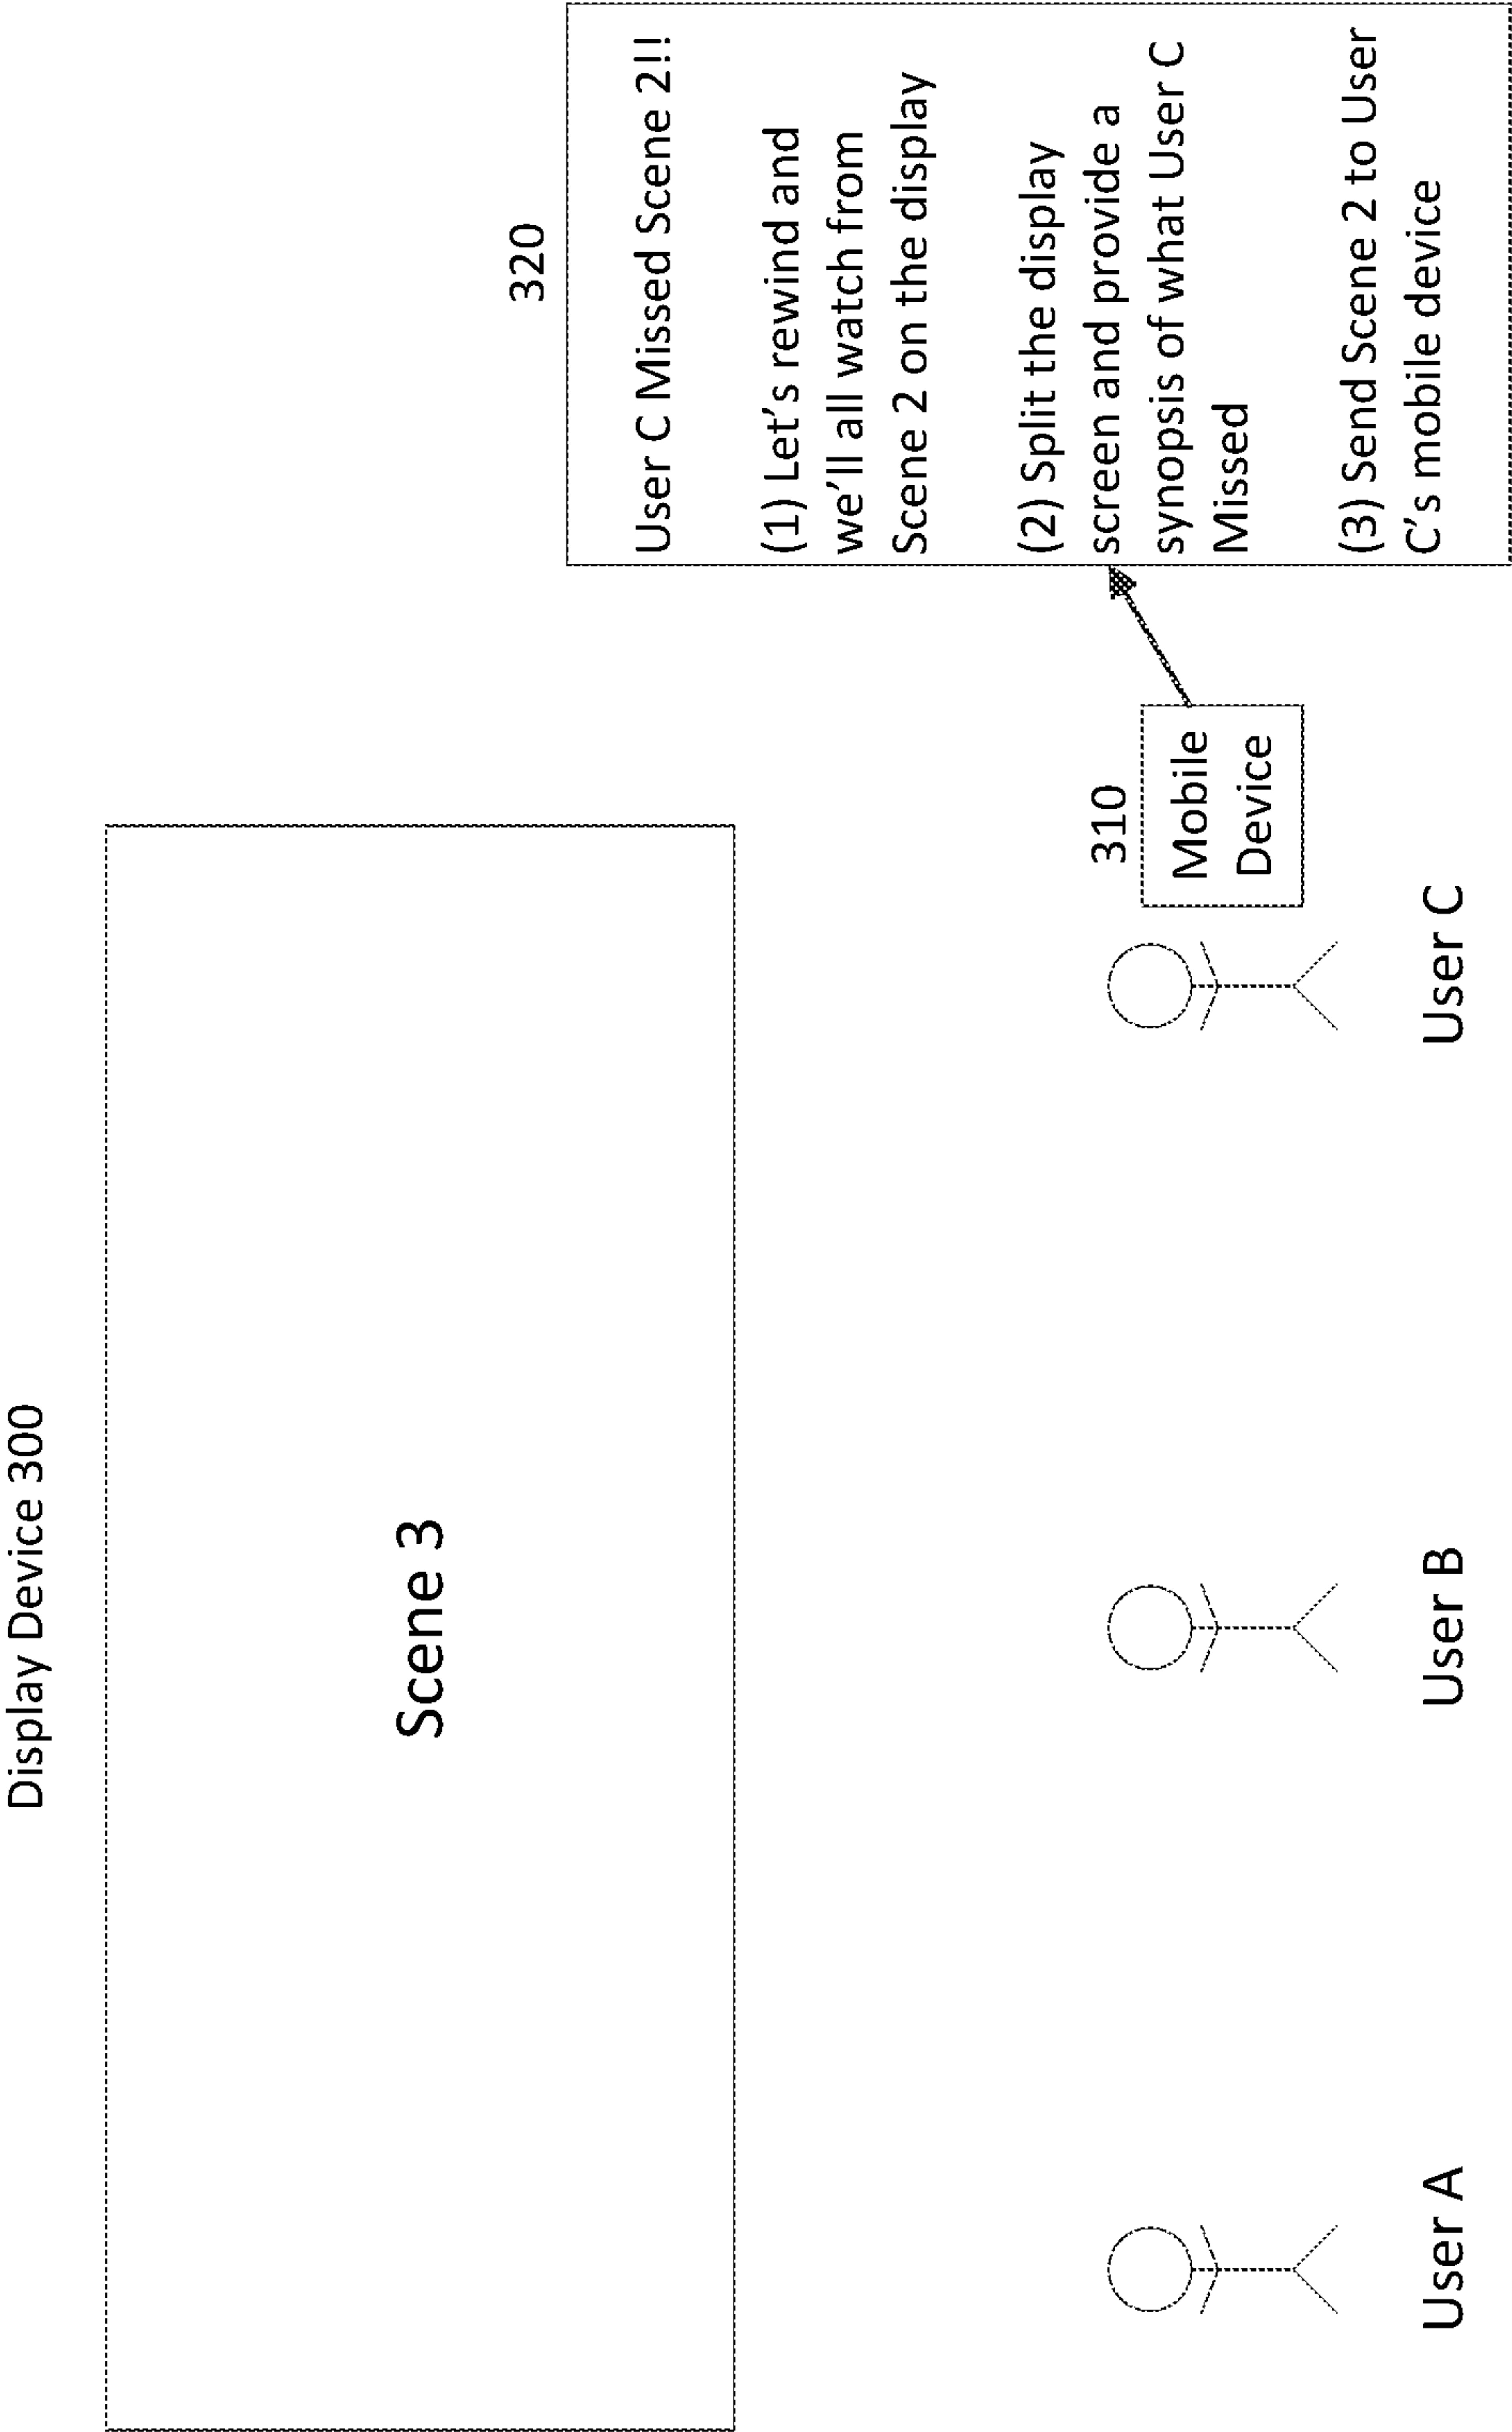 Display Device 300
Scene 3
320
User C Missed Scene 2!!
(1) Let's rewind and
we'll all watch from
Scene 2 on the display
(2) Split the display
screen and provide a
synopsis of what User C
Missed
(3) Send Scene 2 to User
C's mobile device
310
Mobile
Device
User A
User B
User C